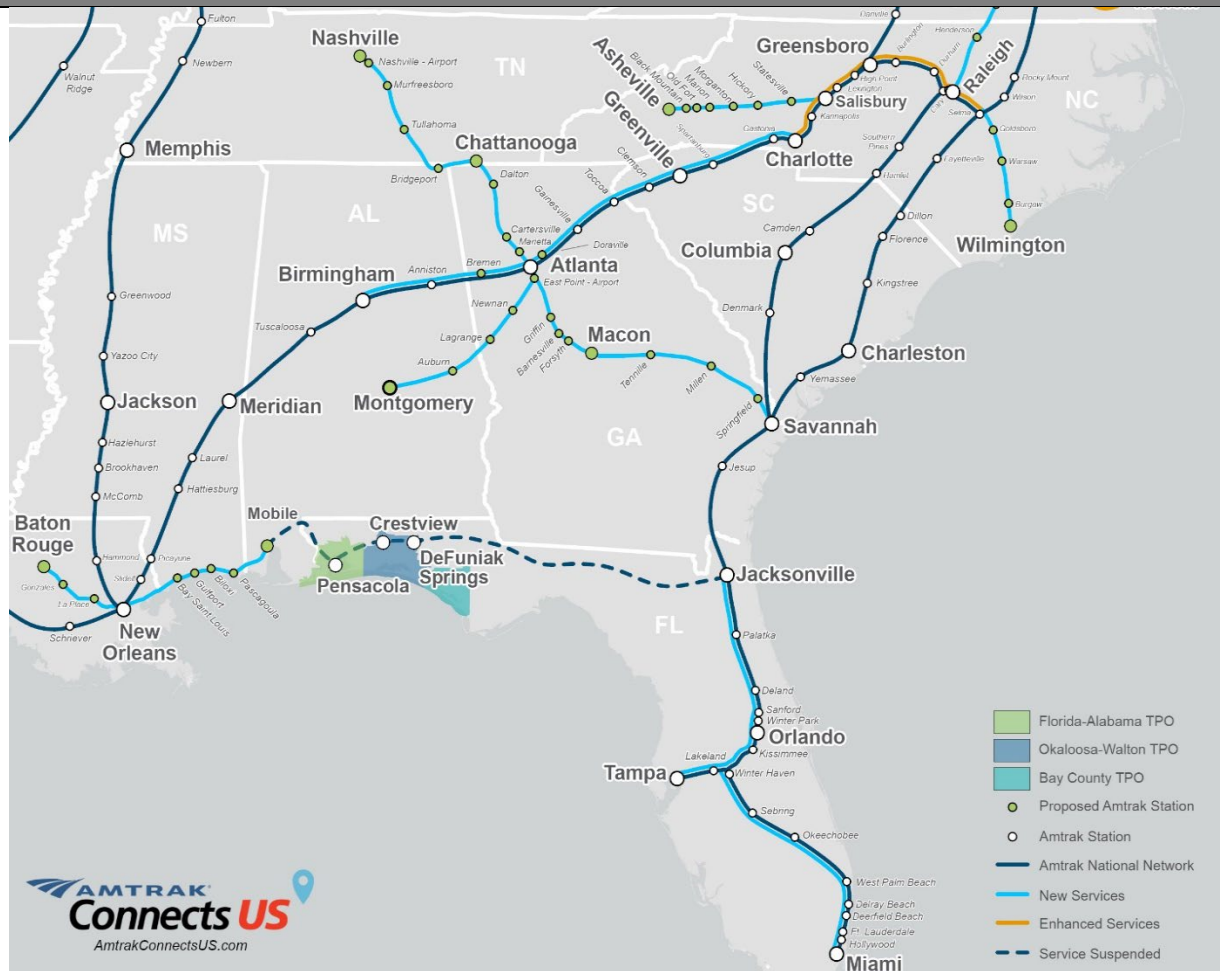 Fulton
Danville
Henderson
Nashville
Nashville - Airport
TN
Greensboro
Burlington
Durham
Raleigh
Walnut
Ridge
Newbern
Murfreesboro
Asheville
Black Mountain
Old Fort
Marion
Morganton
Hickory
Statesville
High Point
Lexington
Salisbury
Kannapolis
Cary
Rocky Mount
Wilson
NC
Selma
Tullahoma
Greenville
Spartanburg
Gastonia
Charlotte
Southern
Pines
Goldsboro
Memphis
Chattanooga
Bridgeport
Dalton
Clemson
Toccoa
Gainesville
Hamlet
Fayetteville
Warsaw
Burgaw
Wilmington
MS
AL
SC
Camden
Columbia
Dillon
Florence
Cartersville
Marietta
Doraville
Atlanta
East Point - Airport
Birmingham
Anniston
Bremen
Kingstree
Greenwood
Tuscaloosa
Newnan
Lagrange
Auburn
Griffin
Barnesville
Forsyth
Macon
Tennille
Millen
Denmark
Charleston
Yemassee
Yazoo City
Jackson
Meridian
Montgomery
Springfield
Savannah
GA
Hazlehurst
Brookhaven
McComb
Laurel
Hattiesburg
Jesup
Baton
Rouge
Mobile
Crestview
DeFuniak
Springs
Pensacola
Hammond
Picayune
Slidell
Gonzales
La Place
Bay Saint Louis
Gulfport
Biloxi
Pascagoula
Schriever
New
Orleans
Jacksonville
FL
Palatka
Deland
Sanford
Winter Park
Orlando
Kissimmee
Lakeland
Tampa
Winter Haven
Sebring
Okeechobee
West Palm Beach
Delray Beach
Deerfield Beach
Ft. Lauderdale
Hollywood
Miami
Florida-Alabama TPO
Okaloosa-Walton TPO
Bay County TPO
Proposed Amtrak Station
Amtrak Station
Amtrak National Network
New Services
Enhanced Services
Service Suspended
AMTRAK
Connects US
AmtrakConnectsUS.com